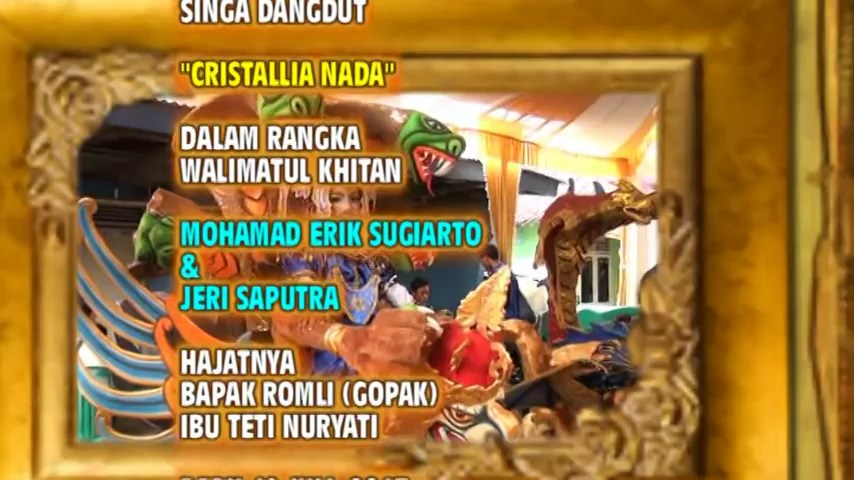 SINGA DANGDUT
"CRISTALLIA NADA"
DALAM RANGKA
WALIMATUL KHITAN
MOHAMAD ERIK SUGIARTO
&
JERI SAPUTRA
HAJATNYA
BAPAK ROMLI (GOPAK)
IBU TETI NURYATI